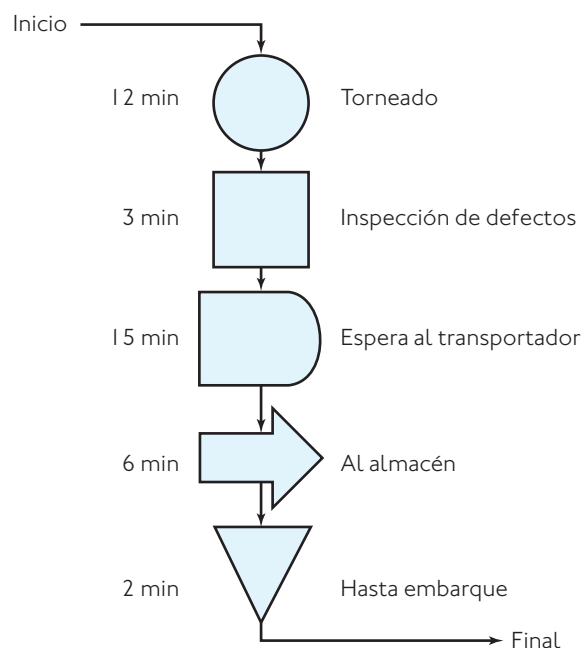 Inicio
12 min Torneado
3 min Inspección de defectos
15 min Espera al transportador
6 min Al almacén
2 min Hasta embarque
Final